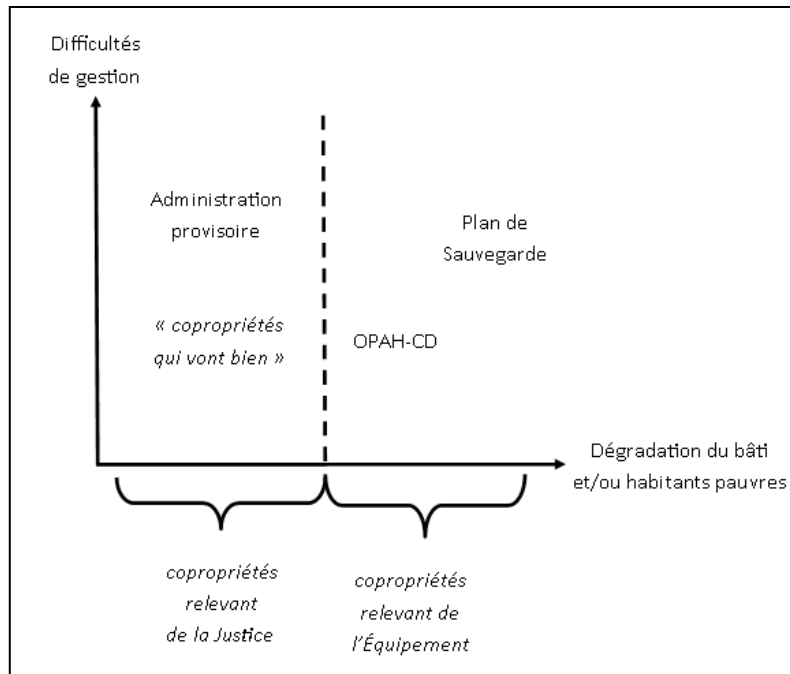 Difficultés
de gestion
Administration
provisoire
Plan de
Sauvegarde
« copropriétés
qui vont bien »
OPAH-CD
Dégradation du bâti
et/ou habitants pauvres
copropriétés
relevant
de la Justice
copropriétés
relevant de
l'Équipement